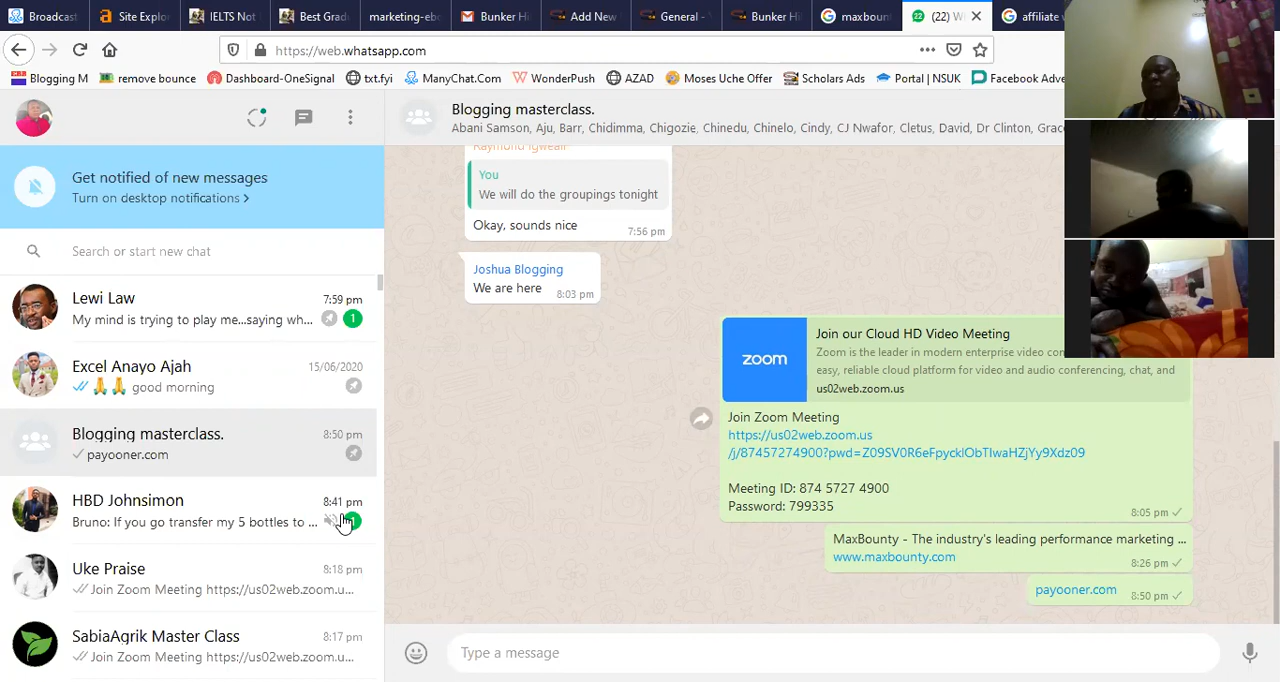 Broadcas
Site Explo
IELTS Not
Best Grad
marketing-eb
Bunker Hi
Add New
General -
Bunker Hi
maxboun
(22) W
affiliate
https://web.whatsapp.com
Blogging M
remove bounce
Dashboard-OneSignal
txt.fyi
ManyChat.Com
WonderPush
AZAD
Moses Uche Offer
Scholars Ads
Portal | NSUK
Facebook Adve
Get notified of new messages
Turn on desktop notifications >
Search or start new chat
Lewi Law
7:59 pm
My mind is trying to play me...saying wh...
1
Excel Anayo Ajah
15/06/2020
🙏 🙏 good morning
Blogging masterclass.
8:50 pm
payooner.com
HBD Johnsimon
8:41 pm
Bruno: If you go transfer my 5 bottles to ...
Uke Praise
8:18 pm
Join Zoom Meeting https://us02web.zoom.u...
SabiaAgrik Master Class
8:17 pm
Join Zoom Meeting https://us02web.zoom.u...
Blogging masterclass.
Abani Samson, Aju, Barr, Chidimma, Chigozie, Chinedu, Chinelo, Cindy, CJ Nwafor, Cletus, David, Dr Clinton, Grac
Raymond Igweall
You
We will do the groupings tonight
Okay, sounds nice
7:56 pm
Joshua Blogging
We are here
8:03 pm
zoom
Join our Cloud HD Video Meeting
Zoom is the leader in modern enterprise video con
easy, reliable cloud platform for video and audio conferencing, chat, and
us02web.zoom.us
Join Zoom Meeting
https://us02web.zoom.us
/j/87457274900?pwd=Z09SV0R6eFpycklObTIwaHZjYy9Xdz09
Meeting ID: 874 5727 4900
Password: 799335
8:05 pm
MaxBounty - The industry's leading performance marketing ...
www.maxbounty.com
8:26 pm
payooner.com
8:50 pm
Type a message